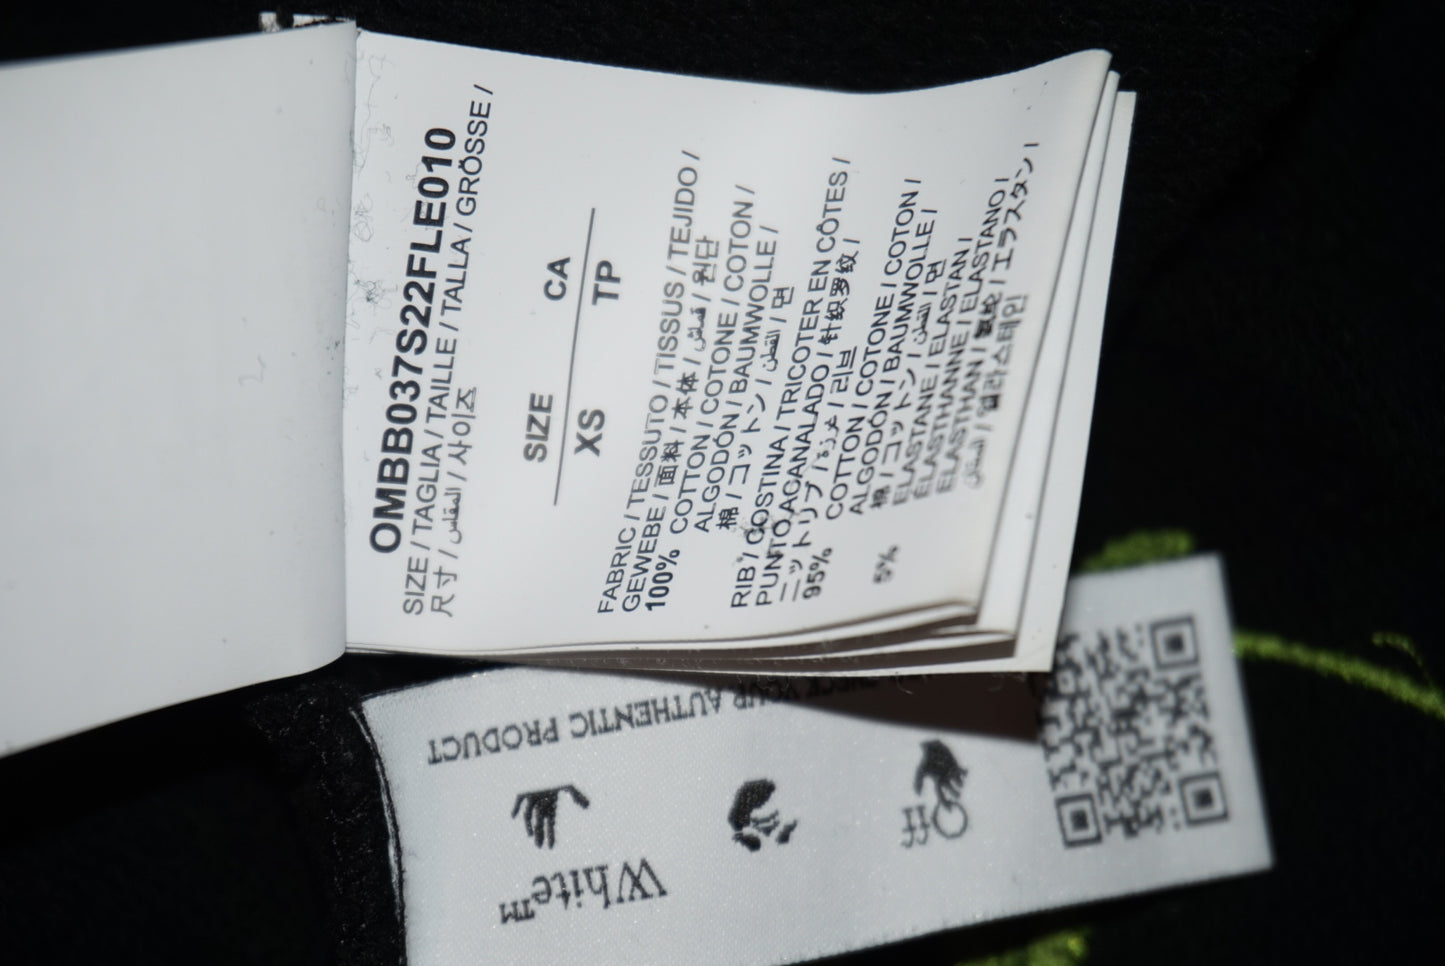 OMBB037S22FLE010
SIZE / TAGLIA / TAILLE / TALLA / GRÖSSE /
尺寸 / المقاس / 사이즈
SIZE CA
XS TP
FABRIC / TESSUTO / TISSUS / TEJIDO /
GEWEBE / 面料 / 本体 / قماش / 원단
100% COTTON / COTONE / COTON /
ALGODÓN / BAUMWOLLE /
棉 / コットン / القطن / 면
RIB / COSTINA / TRICOTER EN CÔTES /
PUNTO ACANALADO / 针织罗纹 /
ニットリブ / غرزة / 리브
95% COTTON / COTONE / COTON /
ALGODÓN / BAUMWOLLE /
棉 / コットン / القطن / 면
5% ELASTANE / ELASTAN /
ELASTHANNE / ELASTAN /
ELASTHAN / ELASTANO /
エラスタン /
엘라스테인
YOUR AUTHENTIC PRODUCT
Off
White™